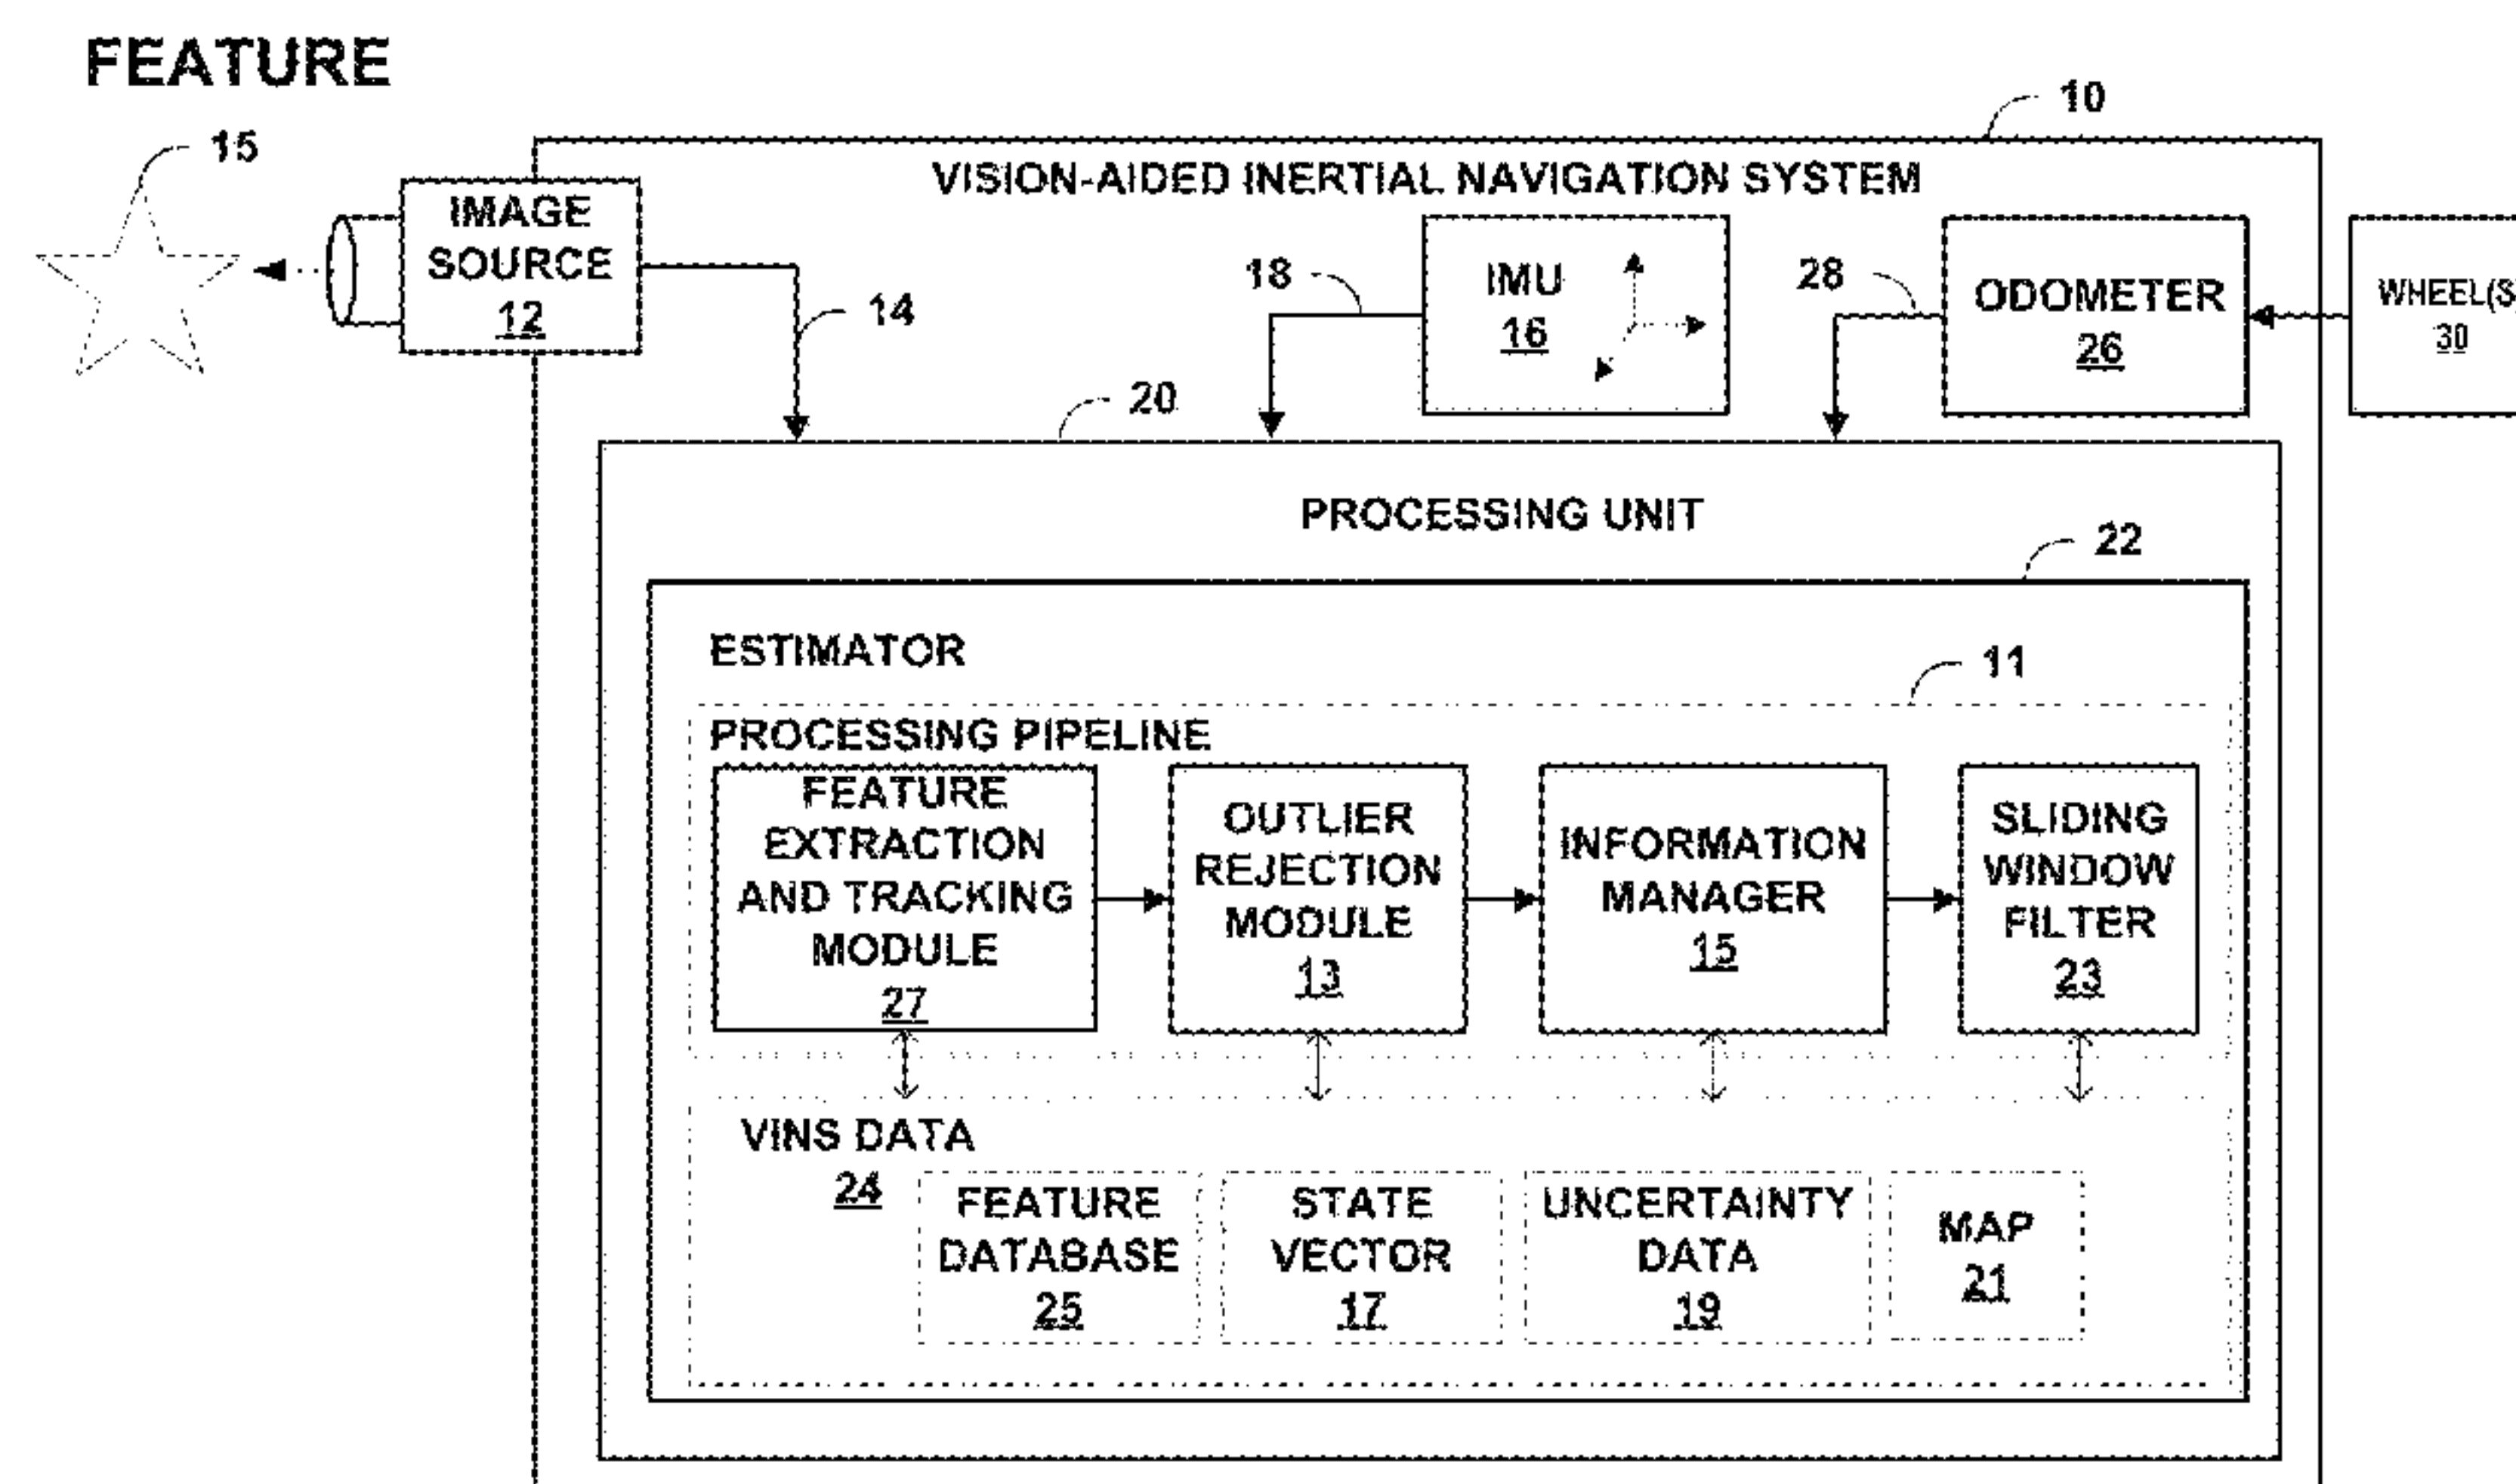 FEATURE
10
15
VISION-AIDED INERTIAL NAVIGATION SYSTEM
IMAGE
SOURCE
12
14
18
IMU
16
28
ODOMETER
26
WHEEL(S
30
20
PROCESSING UNIT
22
ESTIMATOR
11
PROCESSING PIPELINE
FEATURE
EXTRACTION
AND TRACKING
MODULE
27
OUTLIER
REJECTION
MODULE
13
INFORMATION
MANAGER
15
SLIDING
WINDOW
FILTER
23
VINS DATA
24
FEATURE
DATABASE
25
STATE
VECTOR
17
UNCERTAINTY
DATA
19
MAP
21